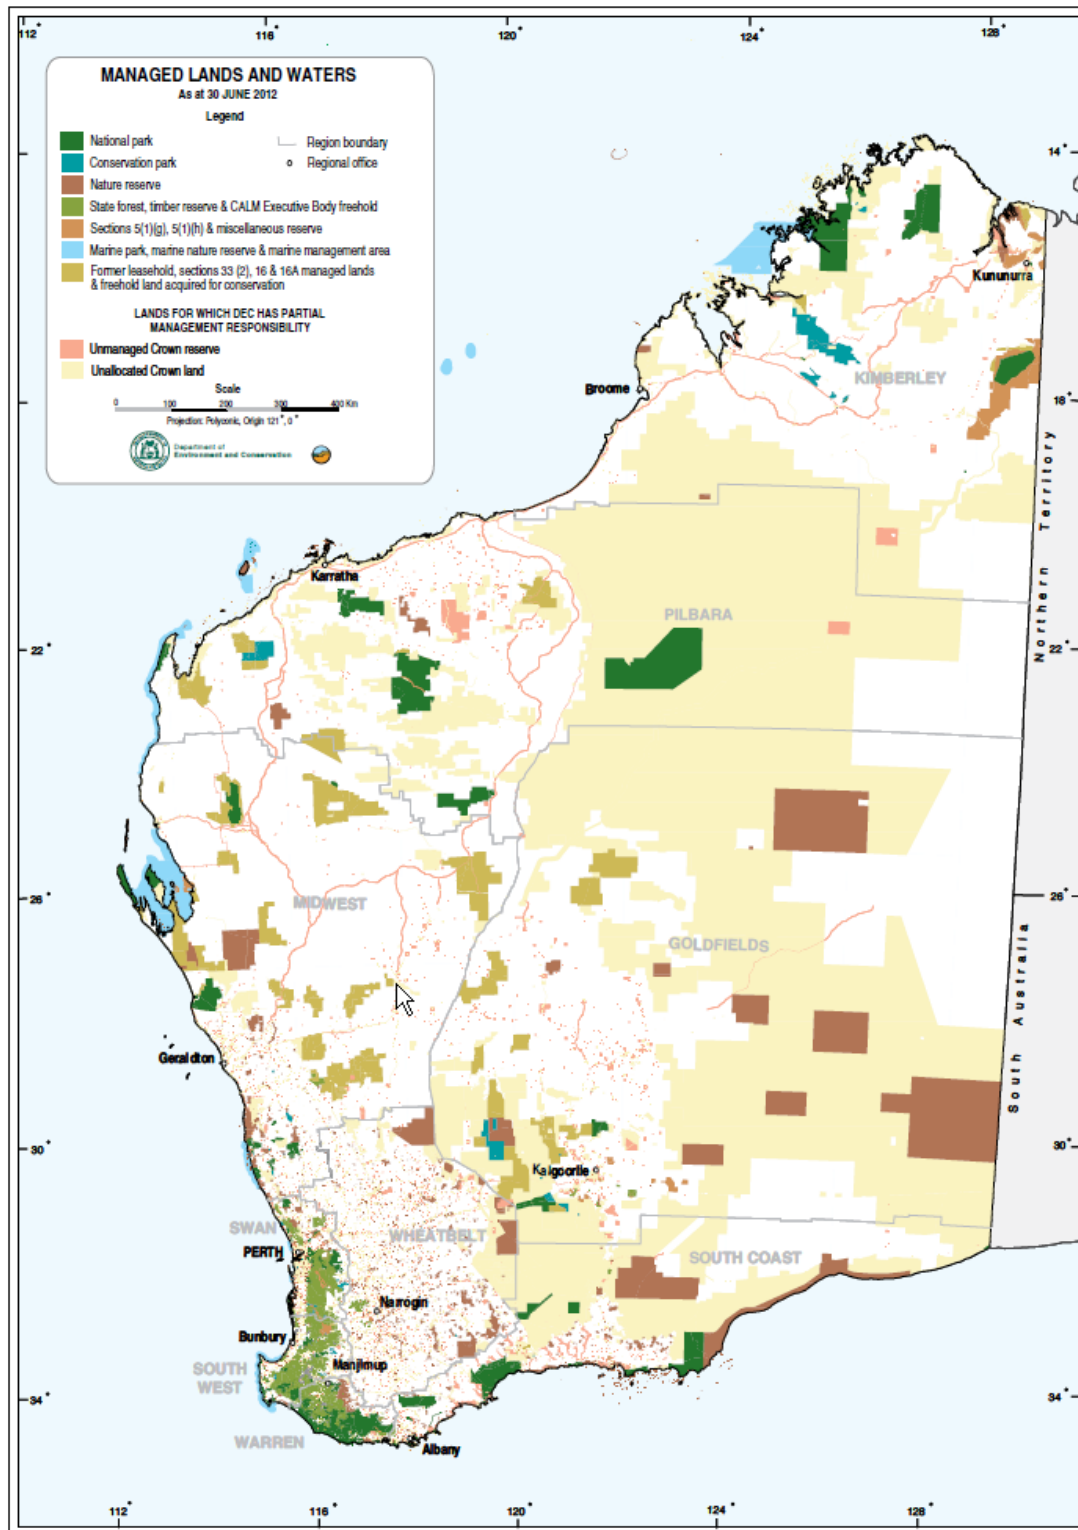 112° 116° 120° 124° 128°
MANAGED LANDS AND WATERS
As at 30 JUNE 2012
Legend
National park
Conservation park
Nature reserve
State forest, timber reserve & CALM Executive Body freehold
Sections 5(1)(g), 5(1)(h) & miscellaneous reserve
Marine park, marine nature reserve & marine management area
Former leasehold, sections 33 (2), 16 & 16A managed lands
& freehold land acquired for conservation
Region boundary
Regional office
LANDS FOR WHICH DEC HAS PARTIAL
MANAGEMENT RESPONSIBILITY
Unmanaged Crown reserve
Unallocated Crown land
Scale
0 100 200 300 400 Km
Projection: Polyconic, Origin 121°, 0°
Department of
Environment and Conservation
14°
Kununurra
KIMBERLEY
Broome
18°
Northern Territory
Karratha
PILBARA
22°
22°
MIDWEST
26°
26°
GOLDFIELDS
South Australia
Geraldton
30°
30°
Kalgoorlie
SWAN
WHEATBELT
PERTH
SOUTH COAST
Narrogin
Bunbury
Manjimup
SOUTH
WEST
34°
34°
WARREN
Albany
112° 116° 120° 124° 128°